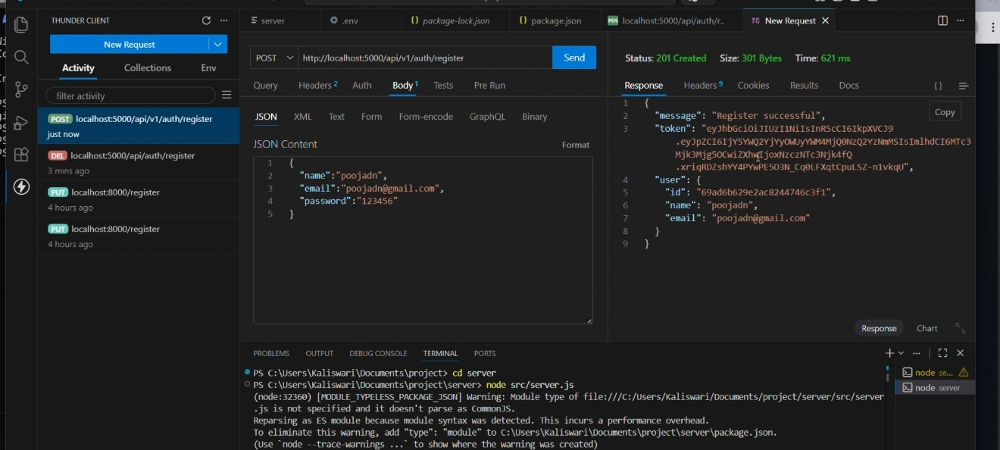 THUNDER CLIENT
New Request
Activity Collections Env
filter activity
POST localhost:5000/api/v1/auth/register
just now
DEL localhost:5000/api/auth/register
3 mins ago
PUT localhost:8000/register
4 hours ago
PUT localhost:8000/register
4 hours ago
server .env {} package-lock.json {} package.json POS localhost:5000/api/auth/r.. TC New Request
POST http://localhost:5000/api/v1/auth/register Send
Query Headers 2 Auth Body 1 Tests Pre Run
JSON XML Text Form Form-encode GraphQL Binary
JSON Content Format
1 {
2 "name":"poojadn",
3 "email":"poojadn@gmail.com",
4 "password":"123456"
5 }
Status: 201 Created Size: 301 Bytes Time: 621 ms
Response Headers 9 Cookies Results Docs {}
Copy
1 {
2 "message": "Register successful",
3 "token": "eyJhbGciOiJIUzI1NiIsInR5cCI6IkpXVCJ9
.eyJpZCI6IjY5YWQ2YjYyOWUyYWM4MjQ0NzQ2YzNmMSIsImlhdCI6MTc3
Mjk3Mjg5OCwiZXhwIjoxNzczNTc3Njk4fQ
.xriqRDZshYY4PYwPE5O3N_Cq0LFXqtCpuLSZ-n1vkqU",
4 "user": {
5 "id": "69ad6b629e2ac8244746c3f1",
6 "name": "poojadn",
7 "email": "poojadn@gmail.com"
8 }
9 }
Response Chart
PROBLEMS OUTPUT DEBUG CONSOLE TERMINAL PORTS
PS C:\Users\Kaliswari\Documents\project> cd server
PS C:\Users\Kaliswari\Documents\project\server> node src/server.js
(node:32360) [MODULE_TYPELESS_PACKAGE_JSON] Warning: Module type of file:///C:/Users/Kaliswari/Documents/project/server/src/server
.js is not specified and it doesn't parse as CommonJS.
Reparsing as ES module because module syntax was detected. This incurs a performance overhead.
To eliminate this warning, add "type": "module" to C:\Users\Kaliswari\Documents\project\server\package.json.
(Use `node --trace-warnings ...` to show where the warning was created)
node se...
node server